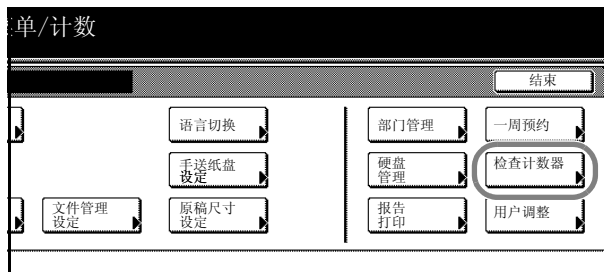 单/计数
结束
语言切换
部门管理
一周预约
手送纸盘
设定
硬盘
管理
检查计数器
文件管理
设定
原稿尺寸
设定
报告
打印
用户调整